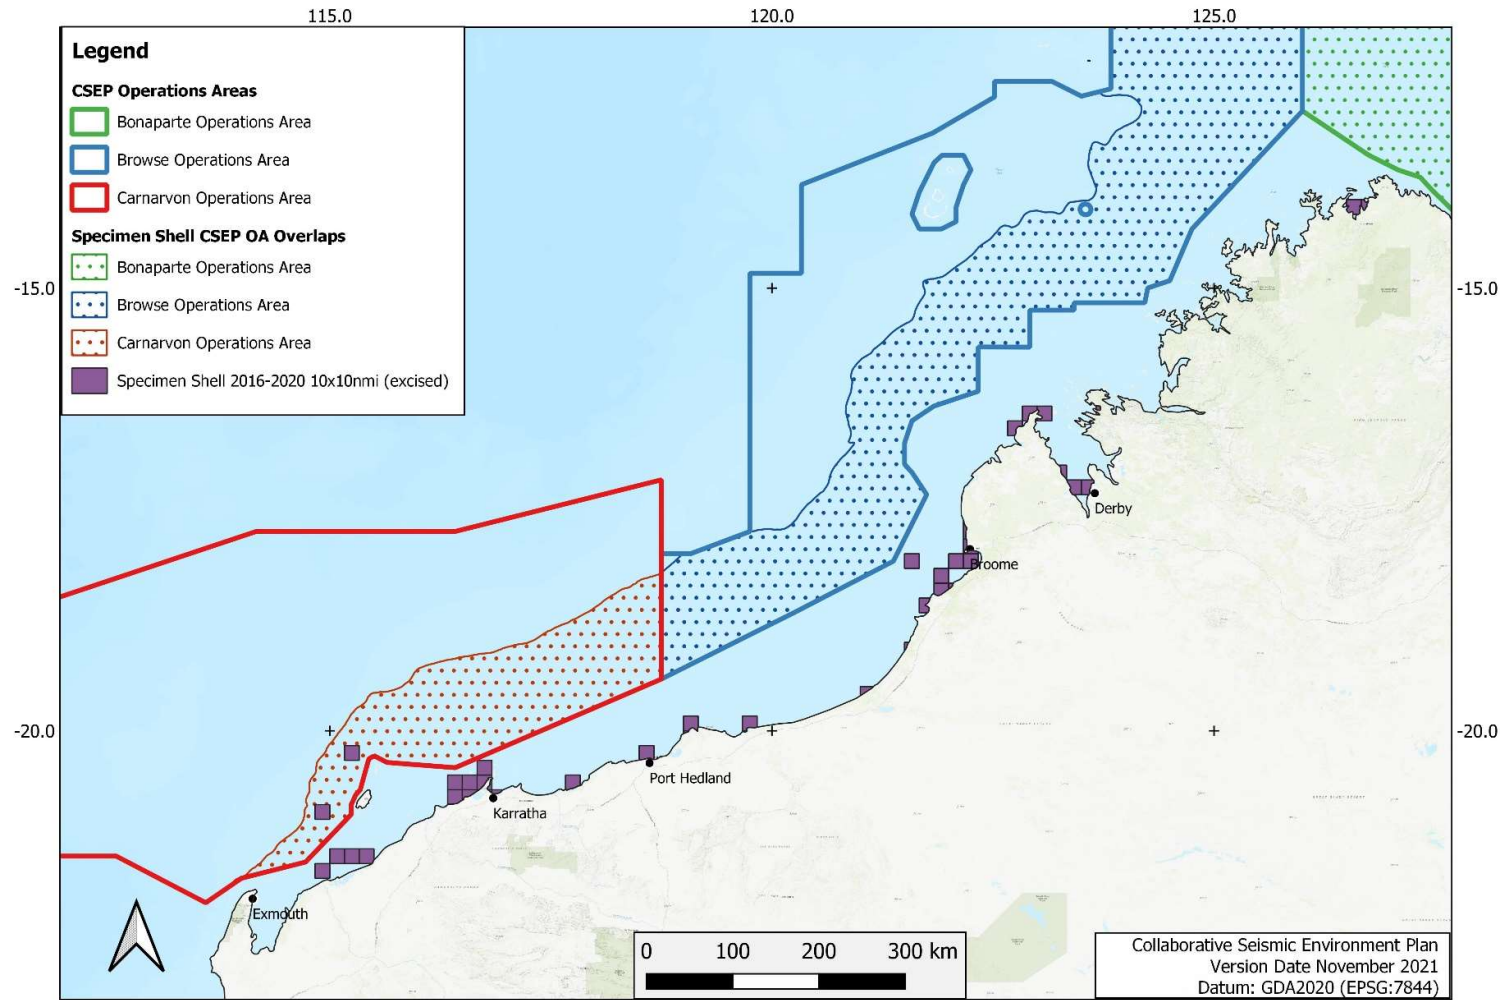 115.0
120.0
125.0
Legend
CSEP Operations Areas
Bonaparte Operations Area
Browse Operations Area
Carnarvon Operations Area
Specimen Shell CSEP OA Overlaps
Bonaparte Operations Area
Browse Operations Area
Carnarvon Operations Area
Specimen Shell 2016-2020 10x10nmi (excised)
-15.0
-15.0
Derby
Broome
-20.0
-20.0
Port Hedland
Karratha
Exmouth
0 100 200 300 km
Collaborative Seismic Environment Plan
Version Date November 2021
Datum: GDA2020 (EPSG:7844)